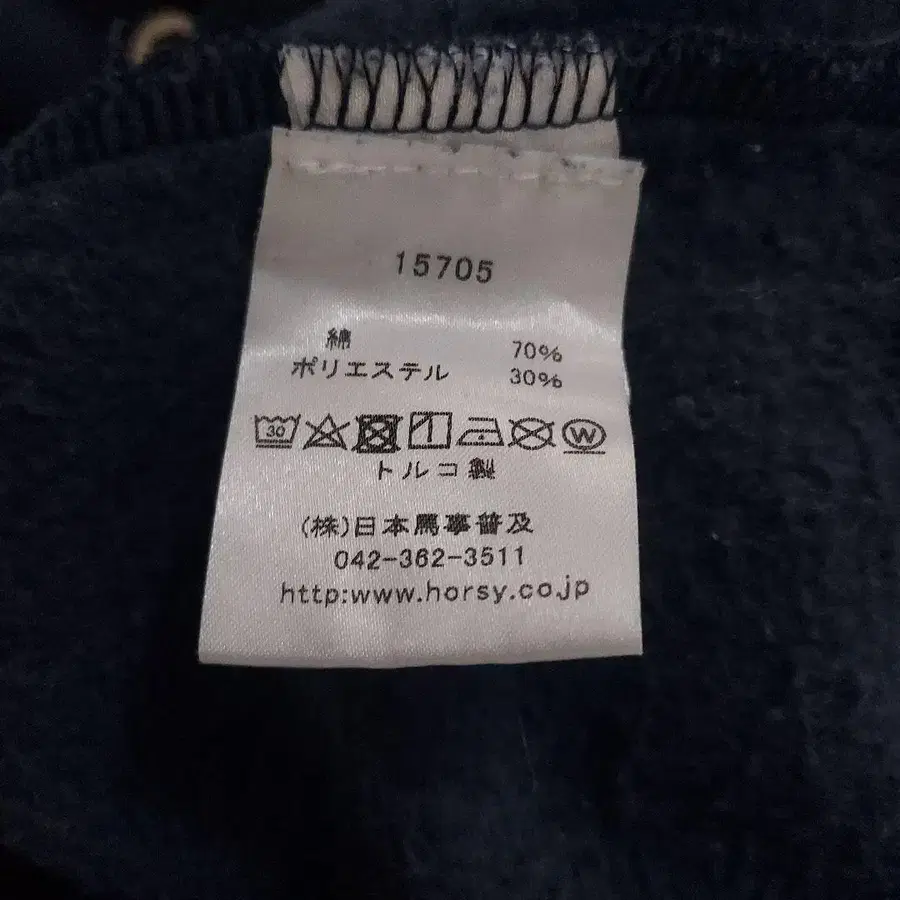 15705
綿 70%
ポリエステル 30%
30 W
トルコ製
(株)日本馬事普及
042-362-3511
http:www.horsy.co.jp